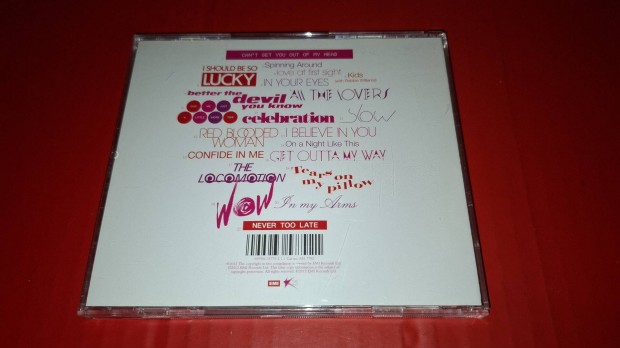 CAN'T GET YOU OUT OF MY HEAD
I SHOULD BE SO
LUCKY
Spinning Around
love at first sight
Kids
with Robbie Williams
IN YOUR EYES
better the
devil
you know
ALL THE LOVERS
celebration
SLOW
RED BLOODED
WOMAN
I BELIEVE IN YOU
On a Night Like This
CONFIDE IN ME
GET OUTTA MY WAY
THE
LOCOMOTION
Tears on
my pillow
WOW
In my Arms
NEVER TOO LATE
EMI